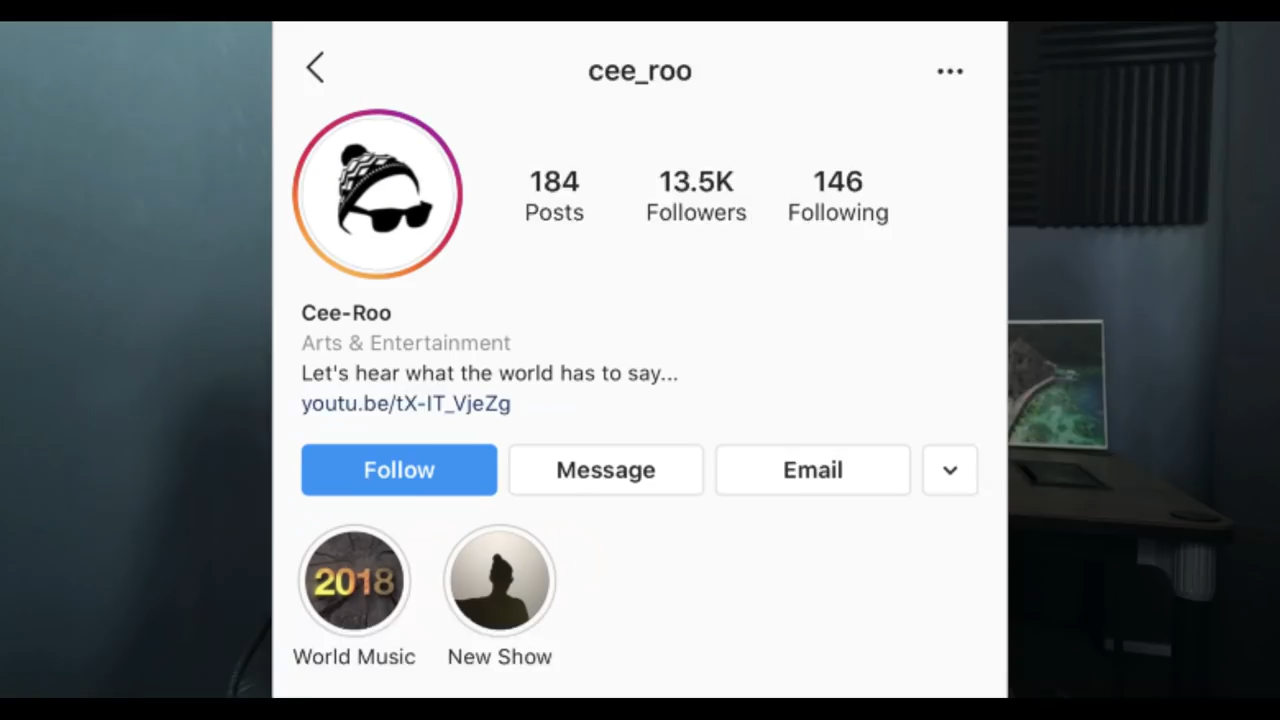 cee_roo
184 13.5K 146
Posts Followers Following
Cee-Roo
Arts & Entertainment
Let's hear what the world has to say...
youtu.be/tX-IT_VjeZg
Follow Message Email
2018
World Music New Show